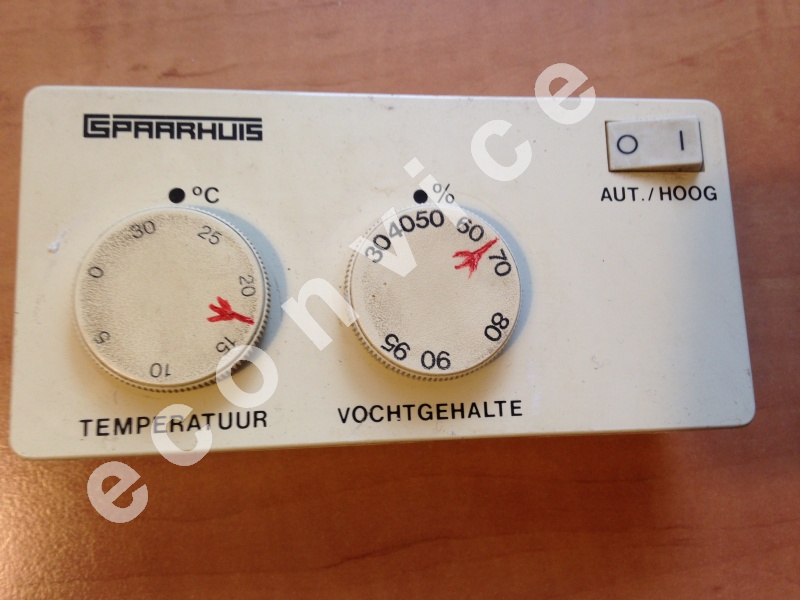 SPAARHUIS
O I
AUT./HOOG
°C
30 25 20 15 10 5 0
%
30 40 50 60 70 80 90 95
TEMPERATUUR
VOCHTGEHALTE
econvice